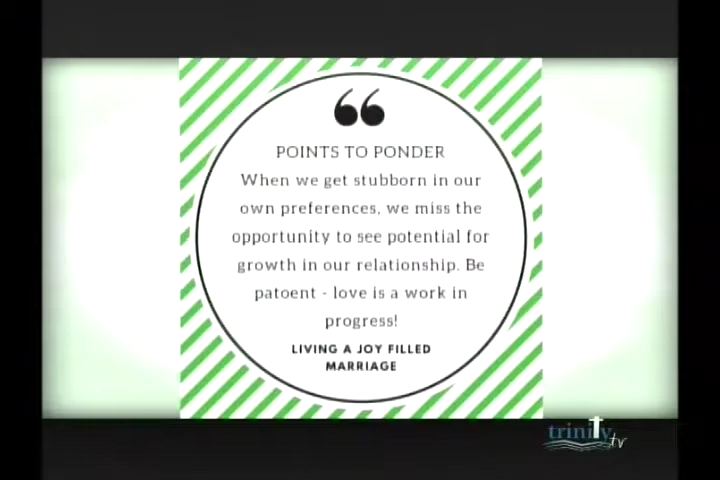 ❝
POINTS TO PONDER
When we get stubborn in our
own preferences, we miss the
opportunity to see potential for
growth in our relationship. Be
patoent - love is a work in
progress!
LIVING A JOY FILLED
MARRIAGE
trinity
tv